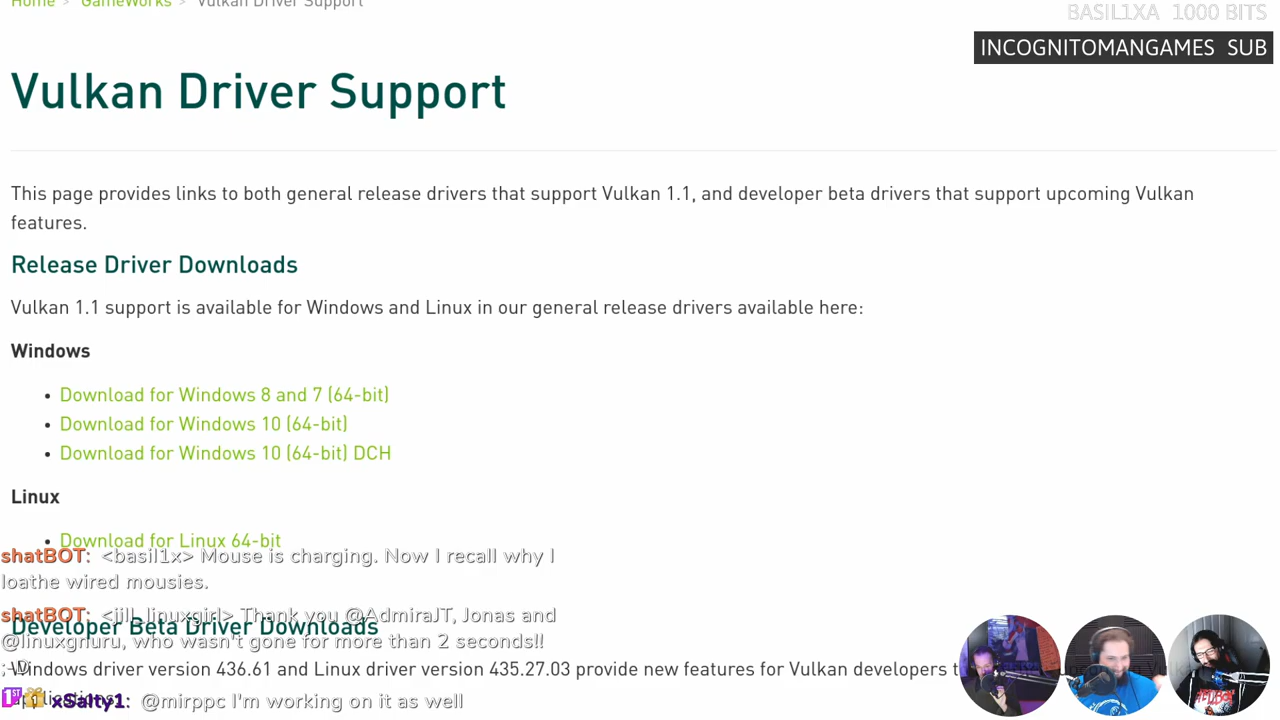 Home > GameWorks > Vulkan Driver Support
BASIL1XA 1000 BITS
INCOGNITOMANGAMES SUB
Vulkan Driver Support
This page provides links to both general release drivers that support Vulkan 1.1, and developer beta drivers that support upcoming Vulkan
features.
Release Driver Downloads
Vulkan 1.1 support is available for Windows and Linux in our general release drivers available here:
Windows
• Download for Windows 8 and 7 (64-bit)
• Download for Windows 10 (64-bit)
• Download for Windows 10 (64-bit) DCH
Linux
• Download for Linux 64-bit
shatBOT: <basil1x> Mouse is charging. Now I recall why I
loathe wired mousies.
shatBOT: <jill_linuxgirl> Thank you @AdmiralJT, Jonas and
Developer Beta Driver Downloads
@linuxgnuru, who wasn't gone for more than 2 seconds!!
Windows driver version 436.61 and Linux driver version 435.27.03 provide new features for Vulkan developers
applications.
1ST xSalty1: @mirppc I'm working on it as well